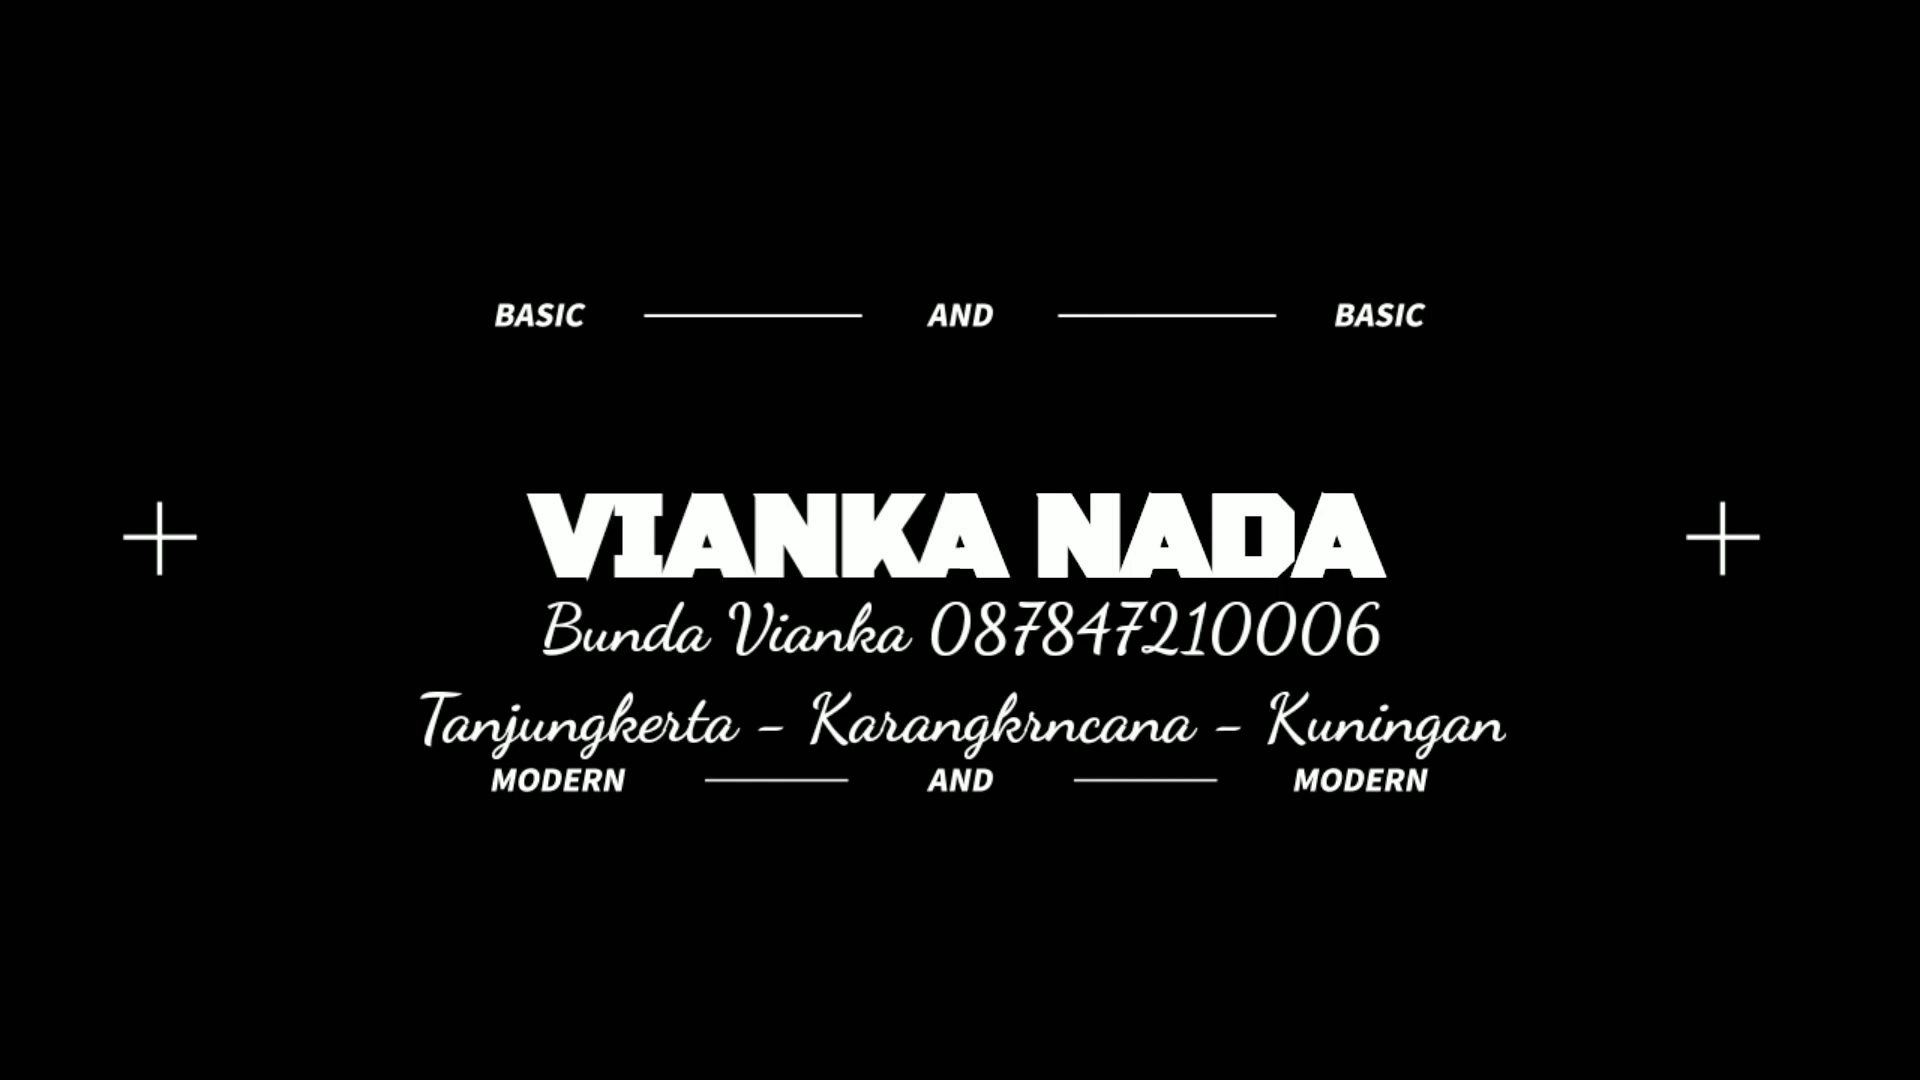 BASIC AND BASIC
VIANKA NADA
Bunda Vianka 087847210006
Tanjungkerta - Karangkrncana - Kuningan
MODERN AND MODERN